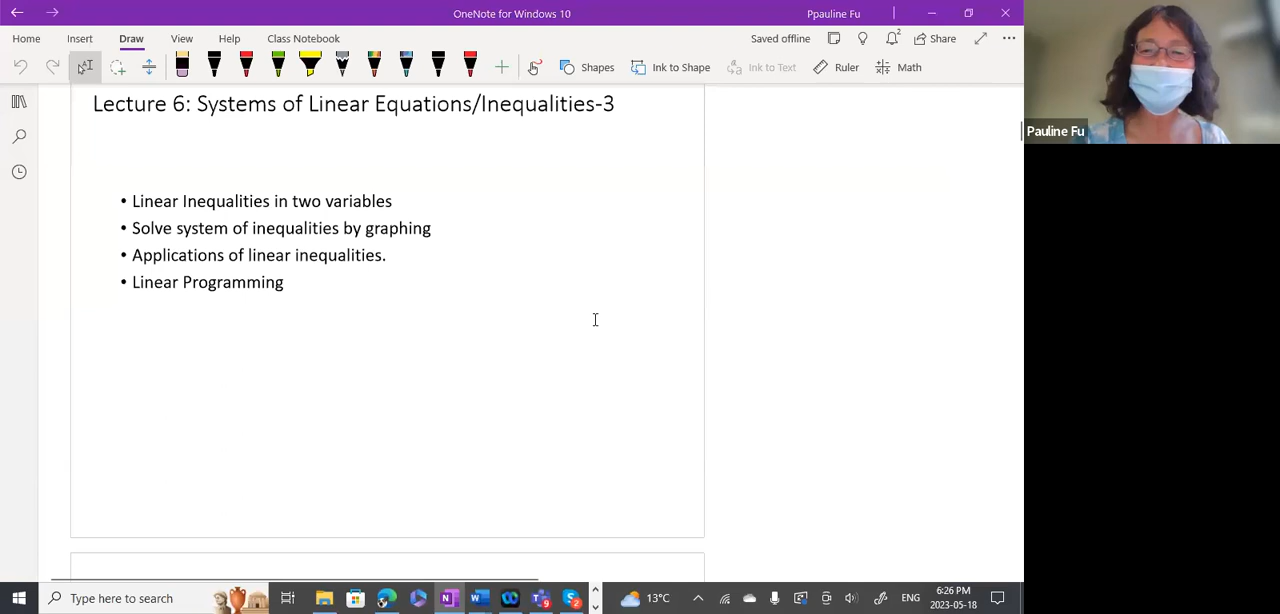 OneNote for Windows 10
Ppauline Fu
Home Insert Draw View Help Class Notebook
Saved offline
Share
Shapes Ink to Shape Ink to Text Ruler Math
Lecture 6: Systems of Linear Equations/Inequalities-3
• Linear Inequalities in two variables
• Solve system of inequalities by graphing
• Applications of linear inequalities.
• Linear Programming
Pauline Fu
Type here to search
13°C
ENG
6:26 PM
2023-05-18